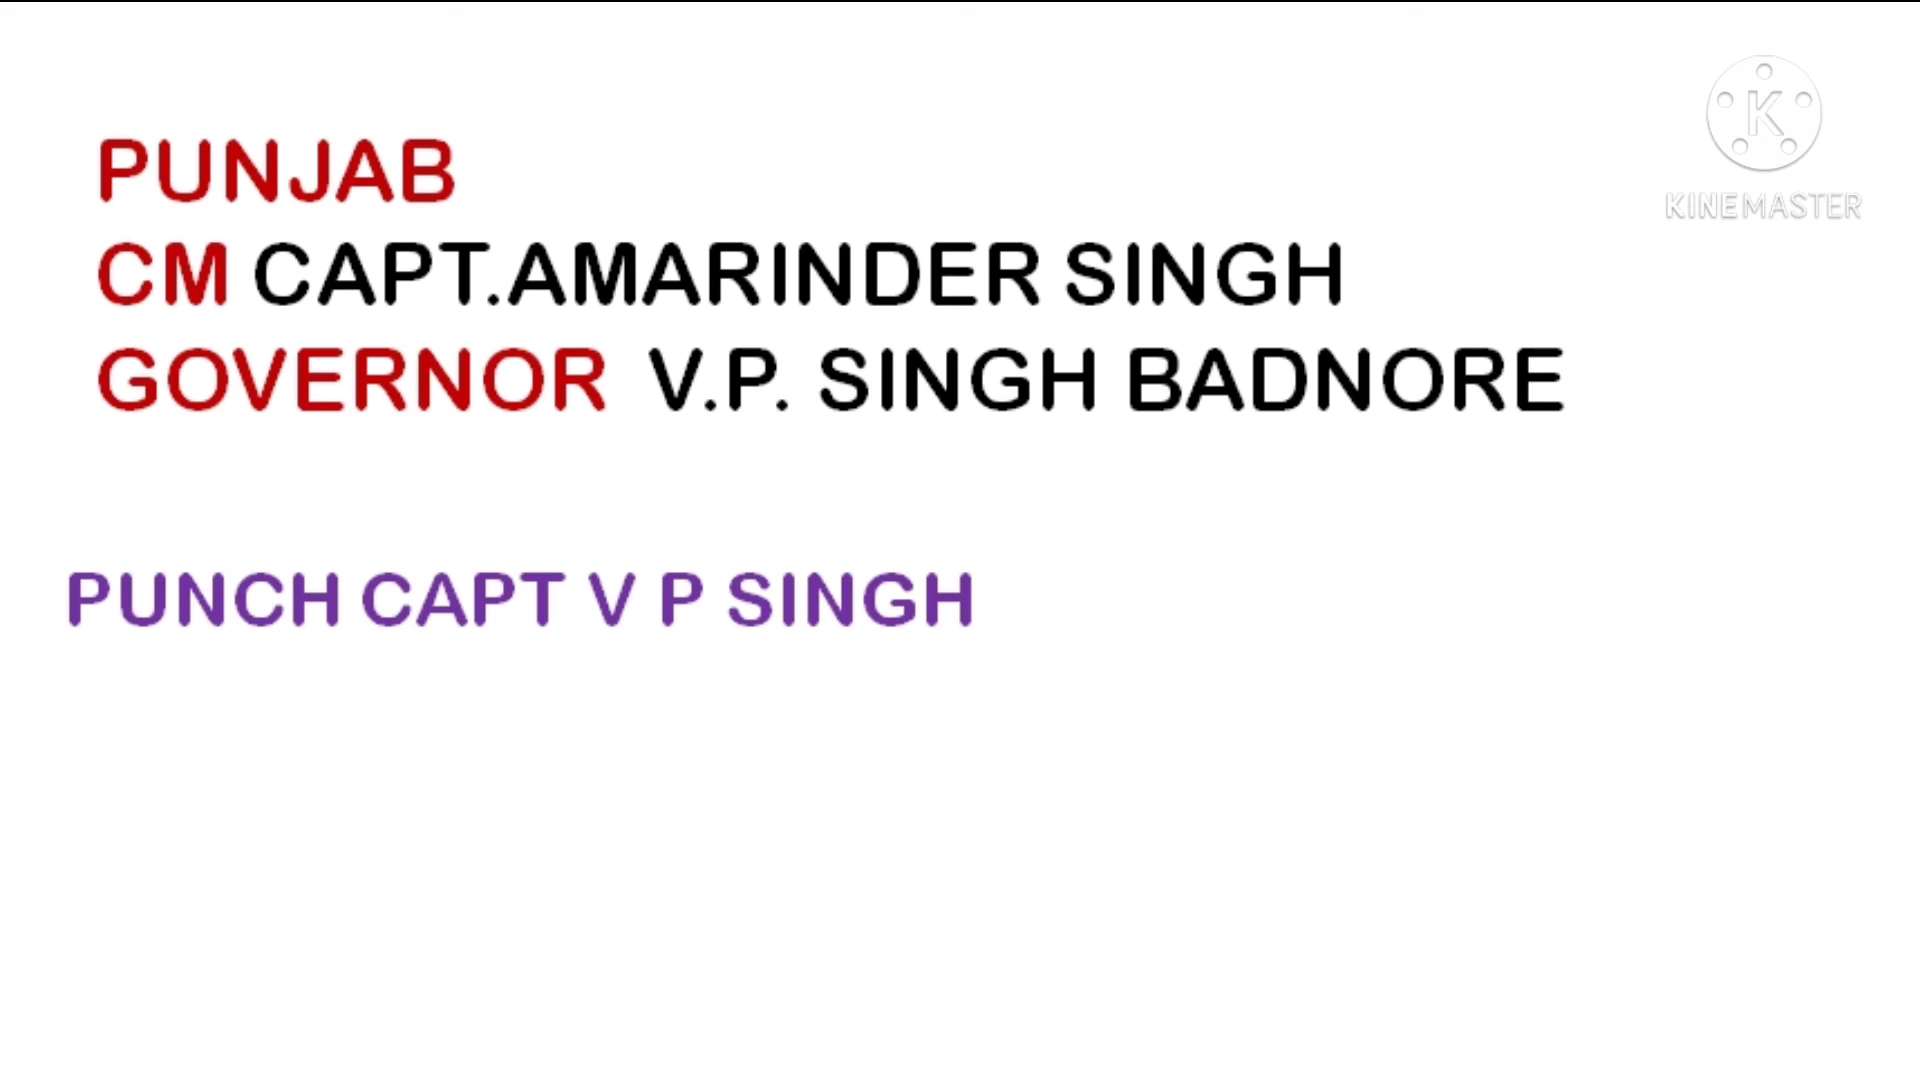 PUNJAB
CM CAPT.AMARINDER SINGH
GOVERNOR V.P. SINGH BADNORE
PUNCH CAPT V P SINGH
K
KINEMASTER